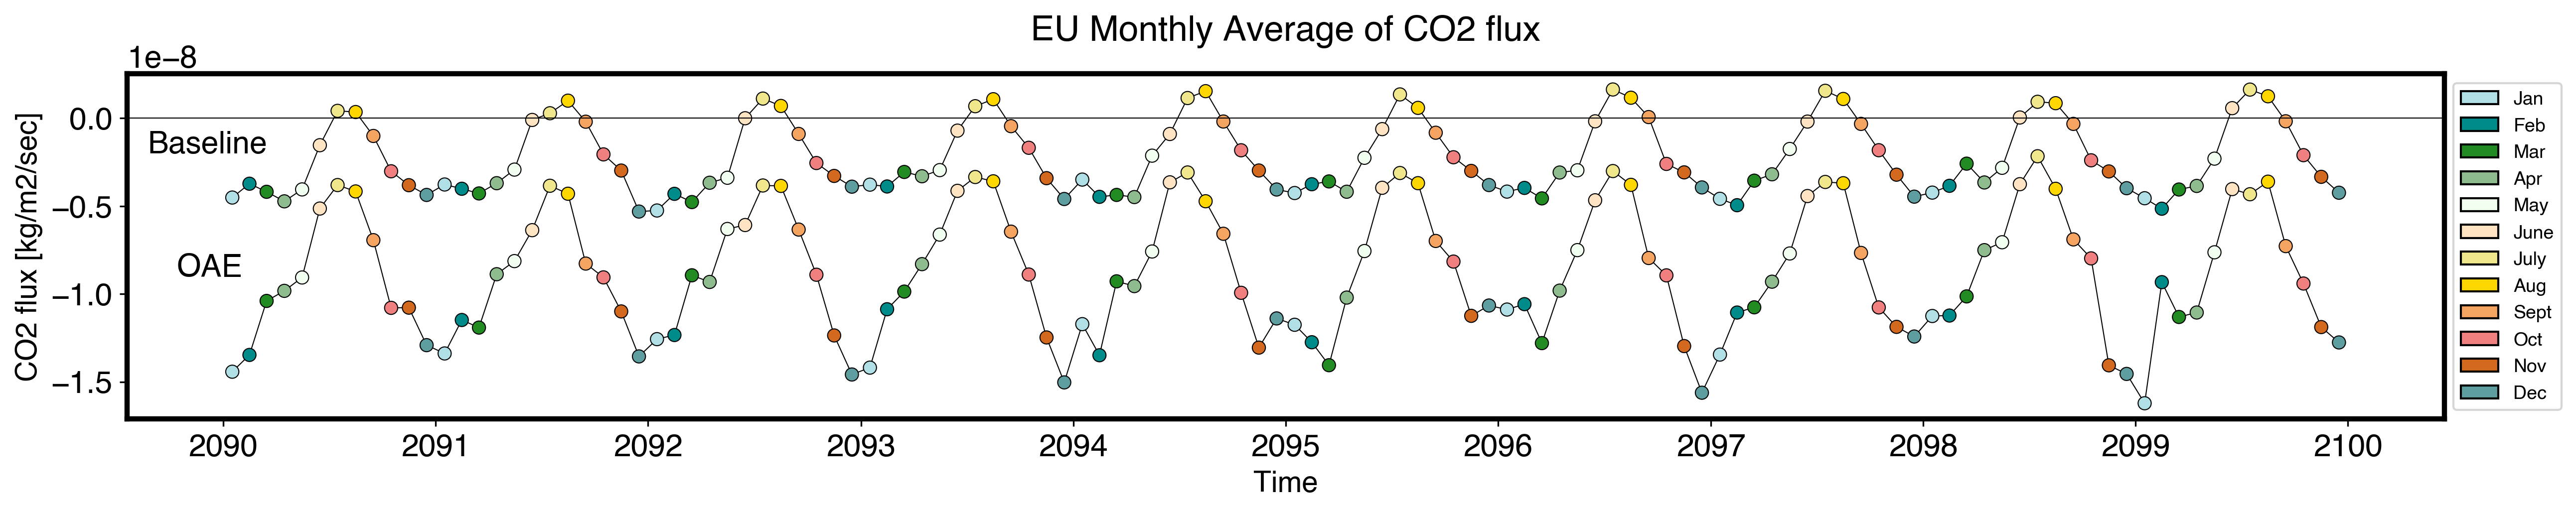 EU Monthly Average of CO2 flux
1e−8
CO2 flux [kg/m2/sec]
0.0
−0.5
−1.0
−1.5
Baseline
OAE
2090 2091 2092 2093 2094 2095 2096 2097 2098 2099 2100
Time
Jan
Feb
Mar
Apr
May
June
July
Aug
Sept
Oct
Nov
Dec